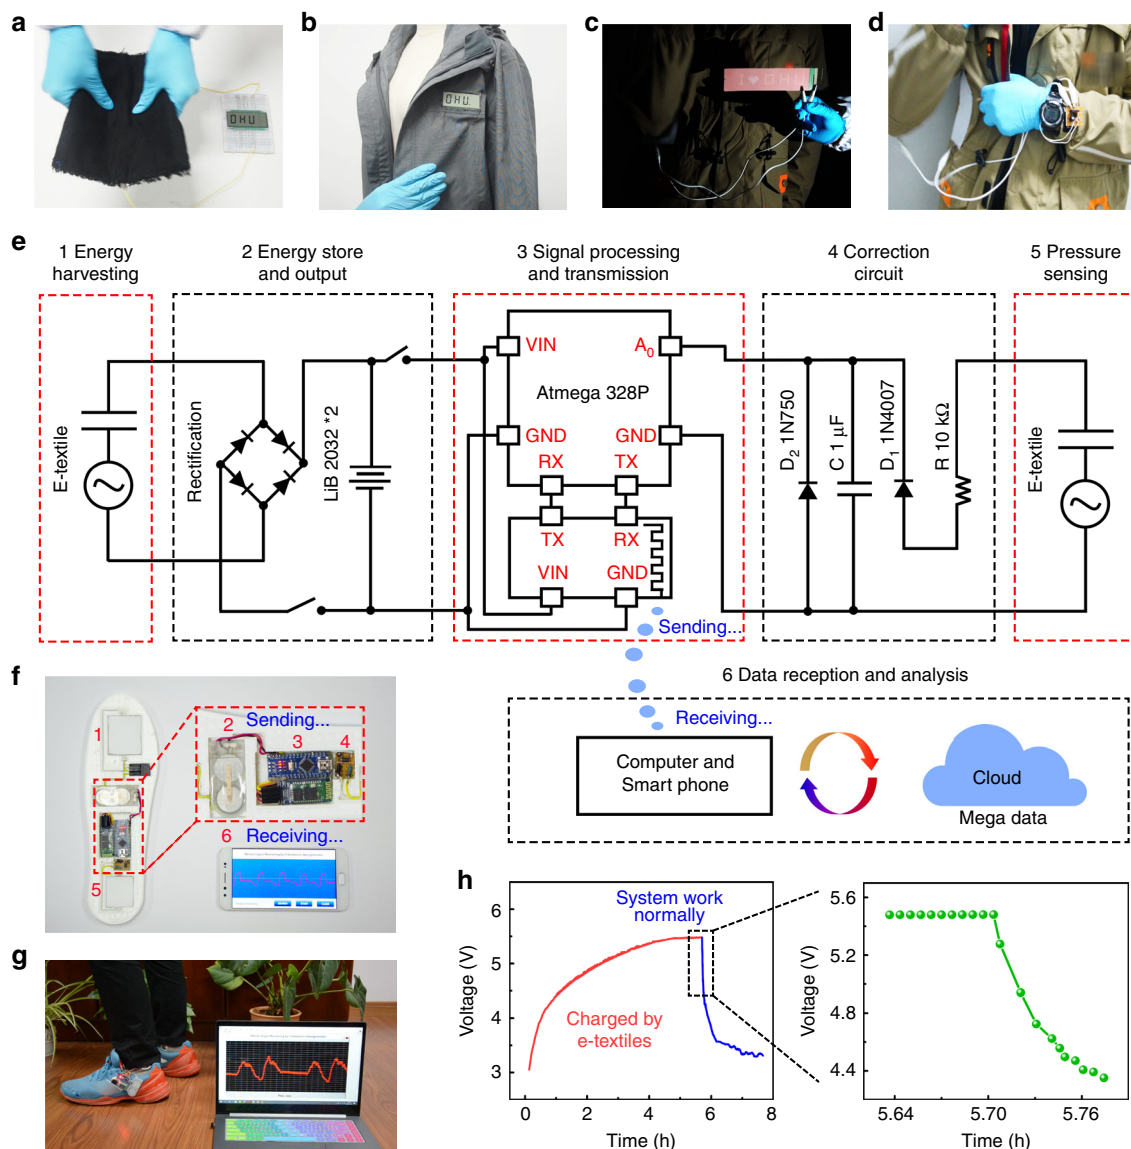 a
b
c
d
DHU
DHU.
I ♥ DHU
e
1 Energy
harvesting
2 Energy store
and output
3 Signal processing
and transmission
4 Correction
circuit
5 Pressure
sensing
E-textile
Rectification
LiB 2032 *2
VIN
A0
Atmega 328P
GND
GND
RX
TX
TX
RX
VIN
GND
D2 1N750
C 1 μF
D1 1N4007
R 10 kΩ
E-textile
Sending...
6 Data reception and analysis
Receiving...
Computer and
Smart phone
Cloud
Mega data
f
1
5
Sending...
2
3
4
6
Receiving...
g
h
Voltage (V)
6
5
4
3
System work
normally
Charged by
e-textiles
0
2
4
6
8
Time (h)
Voltage (V)
5.6
5.2
4.8
4.4
5.64
5.70
5.76
Time (h)